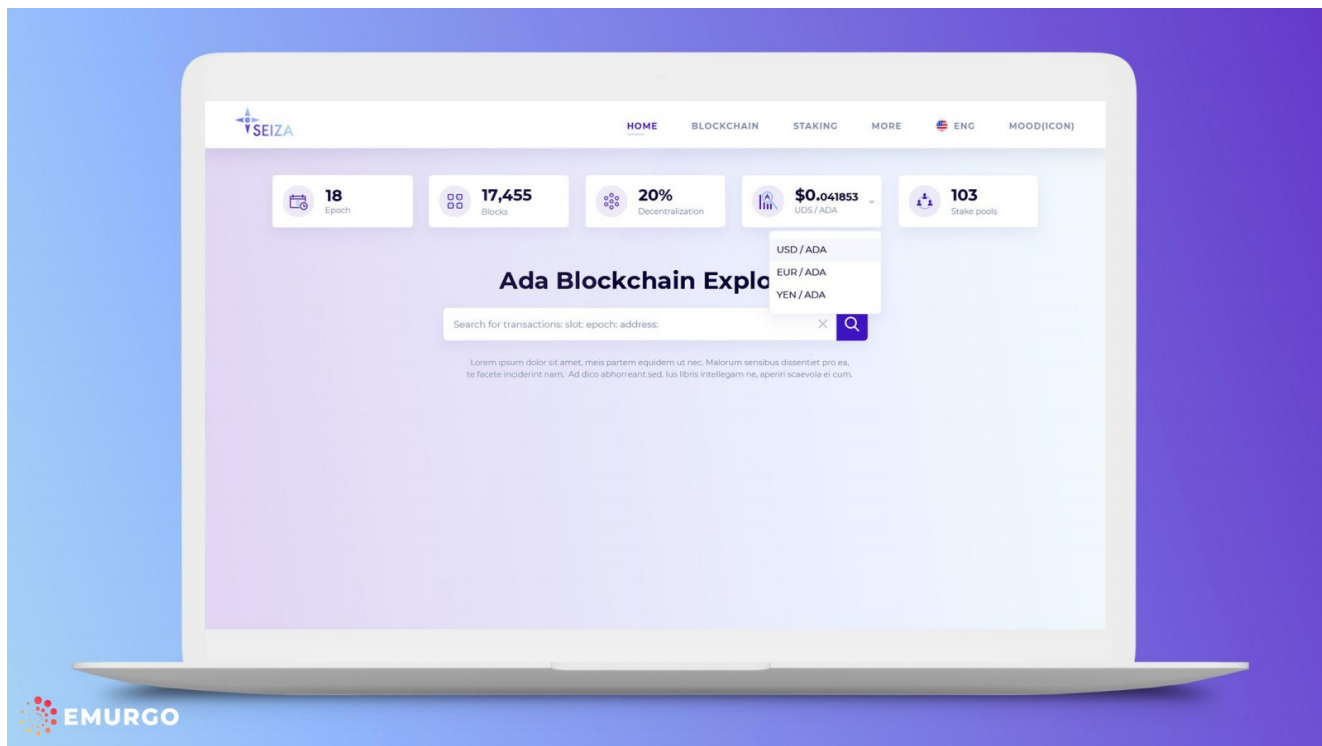 SEIZA
HOME BLOCKCHAIN STAKING MORE ENG MOOD(ICON)
18
Epoch
17,455
Blocks
20%
Decentralization
$0.041853
UDS / ADA
103
Stake pools
USD / ADA
EUR / ADA
YEN / ADA
Ada Blockchain Explo
Search for transactions: slot: epoch: address:
Lorem ipsum dolor sit amet, meis partem equidem ut nec. Malorum sensibus dissentiet pro ea,
te facete inciderint nam. Ad dico abhorreant sed. Ius libris intellegam ne, aperiri scaevola ei cum.
EMURGO